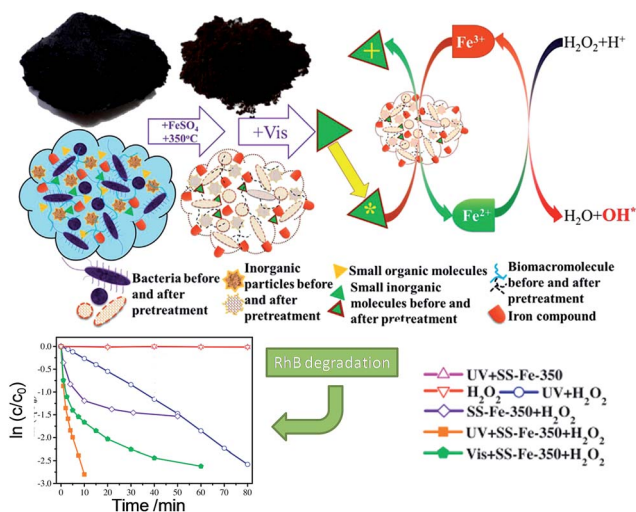 +FeSO₄
+350°C
+Vis
+
*
Fe³⁺
H₂O₂+H⁺
Fe²⁺
H₂O+OH*
Bacteria before
and after
pretreatment
Inorganic
particles before
and after
pretreatment
Small organic molecules
Small inorganic
molecules before and
after pretreatment
Biomacromolecule
before and after
pretreatment
Iron compound
RhB degradation
ln (c/c₀)
0.0
-0.5
-1.0
-1.5
-2.0
-2.5
-3.0
0 10 20 30 40 50 60 70 80
Time /min
UV+SS-Fe-350
H₂O₂ UV+H₂O₂
SS-Fe-350+H₂O₂
UV+SS-Fe-350+H₂O₂
Vis+SS-Fe-350+H₂O₂